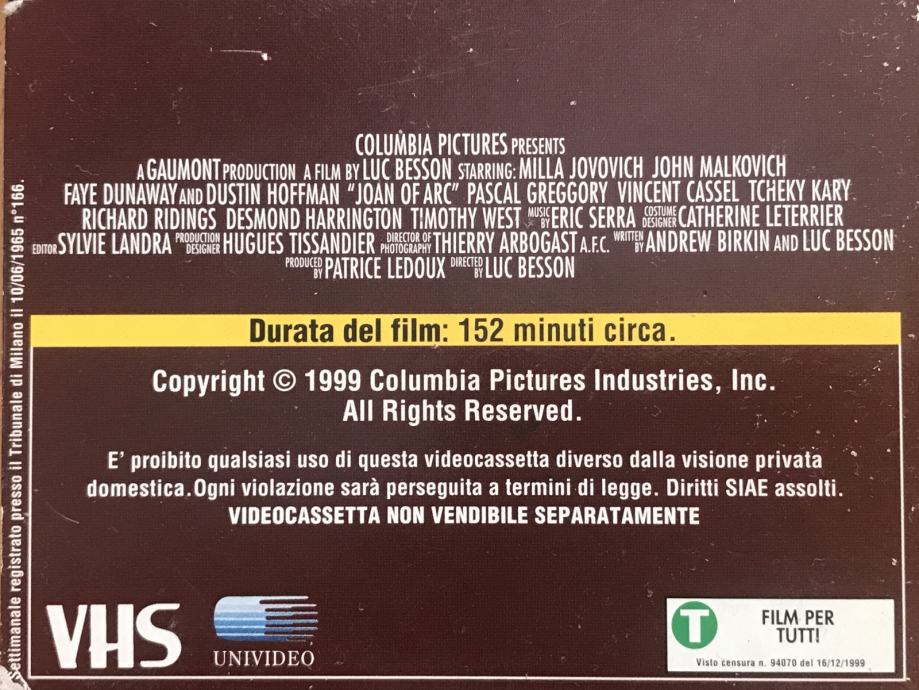 COLUMBIA PICTURES PRESENTS
A GAUMONT PRODUCTION A FILM BY LUC BESSON STARRING: MILLA JOVOVICH JOHN MALKOVICH
FAYE DUNAWAY AND DUSTIN HOFFMAN "JOAN OF ARC" PASCAL GREGGORY VINCENT CASSEL TCHEKY KARY
RICHARD RIDINGS DESMOND HARRINGTON TIMOTHY WEST MUSIC BY ERIC SERRA COSTUME DESIGNER CATHERINE LETERRIER
EDITOR SYLVIE LANDRA PRODUCTION DESIGNER HUGUES TISSANDIER DIRECTOR OF PHOTOGRAPHY THIERRY ARBOGAST A.F.C. WRITTEN BY ANDREW BIRKIN AND LUC BESSON
PRODUCED BY PATRICE LEDOUX DIRECTED BY LUC BESSON
Durata del film: 152 minuti circa.
Copyright © 1999 Columbia Pictures Industries, Inc.
All Rights Reserved.
E' proibito qualsiasi uso di questa videocassetta diverso dalla visione privata
domestica.Ogni violazione sarà perseguita a termini di legge. Diritti SIAE assolti.
VIDEOCASSETTA NON VENDIBILE SEPARATAMENTE
VHS
UNIVIDEO
T
FILM PER
TUTTI
Visto censura n. 94070 del 16/12/1999
Settimanale registrato presso il Tribunale di Milano il 10/06/1965 n°166.